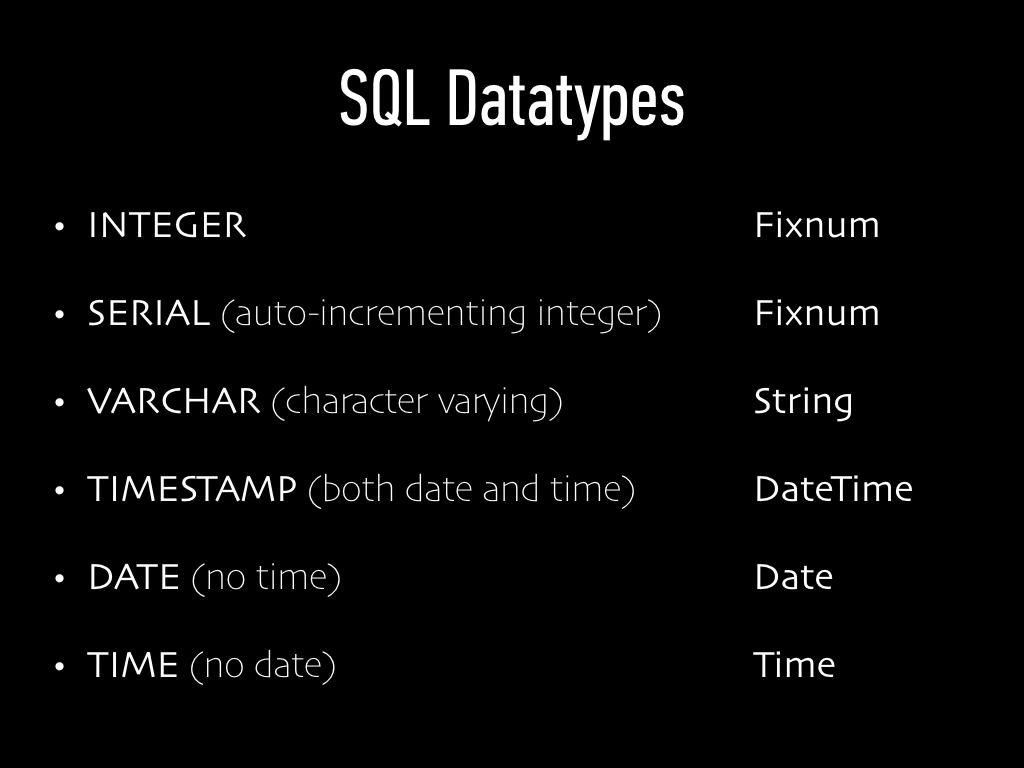 SQL Datatypes
• INTEGER Fixnum
• SERIAL (auto-incrementing integer) Fixnum
• VARCHAR (character varying) String
• TIMESTAMP (both date and time) DateTime
• DATE (no time) Date
• TIME (no date) Time